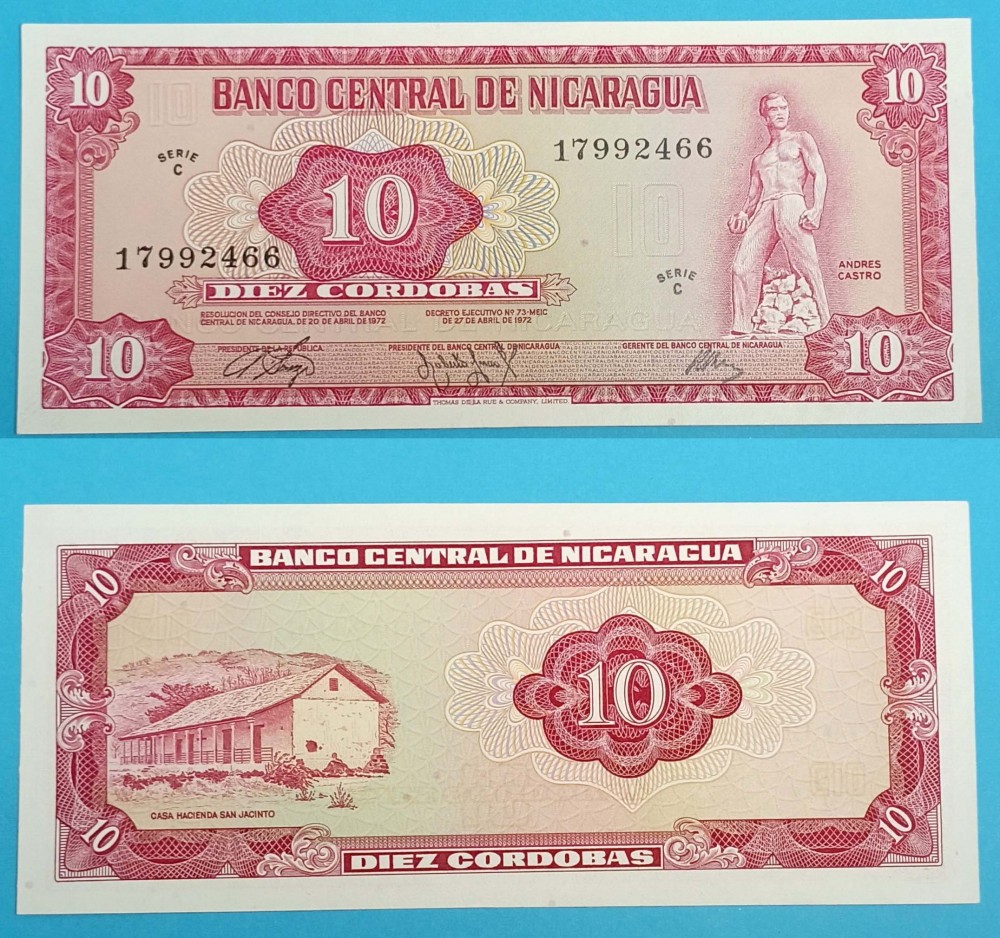 10
10
BANCO CENTRAL DE NICARAGUA
SERIE
C
17992466
10
10
17992466
SERIE
C
ANDRES
CASTRO
DIEZ CORDOBAS
RESOLUCION DEL CONSEJO DIRECTIVO DEL BANCO
CENTRAL DE NICARAGUA, DE 20 DE ABRIL DE 1972
DECRETO EJECUTIVO Nº 73-MEIC
DE 27 DE ABRIL DE 1972
10
10
PRESIDENTE DE LA REPUBLICA
PRESIDENTE DEL BANCO CENTRAL DE NICARAGUA
GERENTE DEL BANCO CENTRAL DE NICARAGUA
THOMAS DE LA RUE & COMPANY, LIMITED
BANCO CENTRAL DE NICARAGUA
10
10
10
CASA HACIENDA SAN JACINTO
10
10
DIEZ CORDOBAS